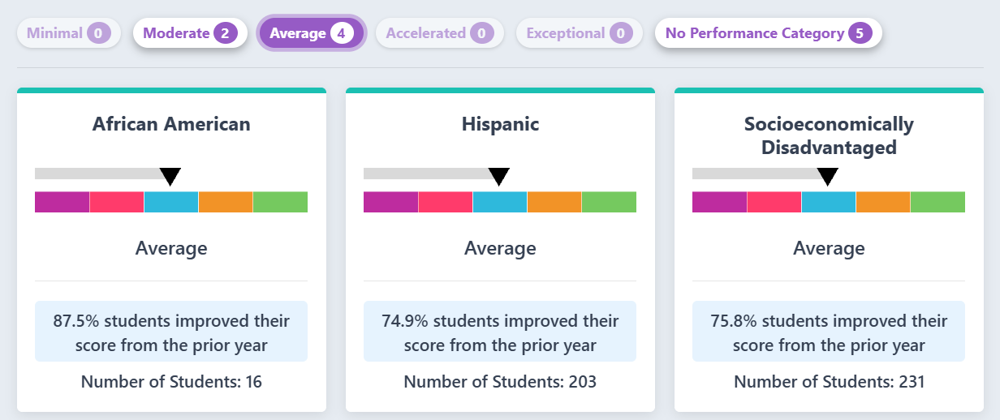 Minimal 0 Moderate 2 Average 4 Accelerated 0 Exceptional 0 No Performance Category 5
African American
Average
87.5% students improved their
score from the prior year
Number of Students: 16
Hispanic
Average
74.9% students improved their
score from the prior year
Number of Students: 203
Socioeconomically
Disadvantaged
Average
75.8% students improved their
score from the prior year
Number of Students: 231